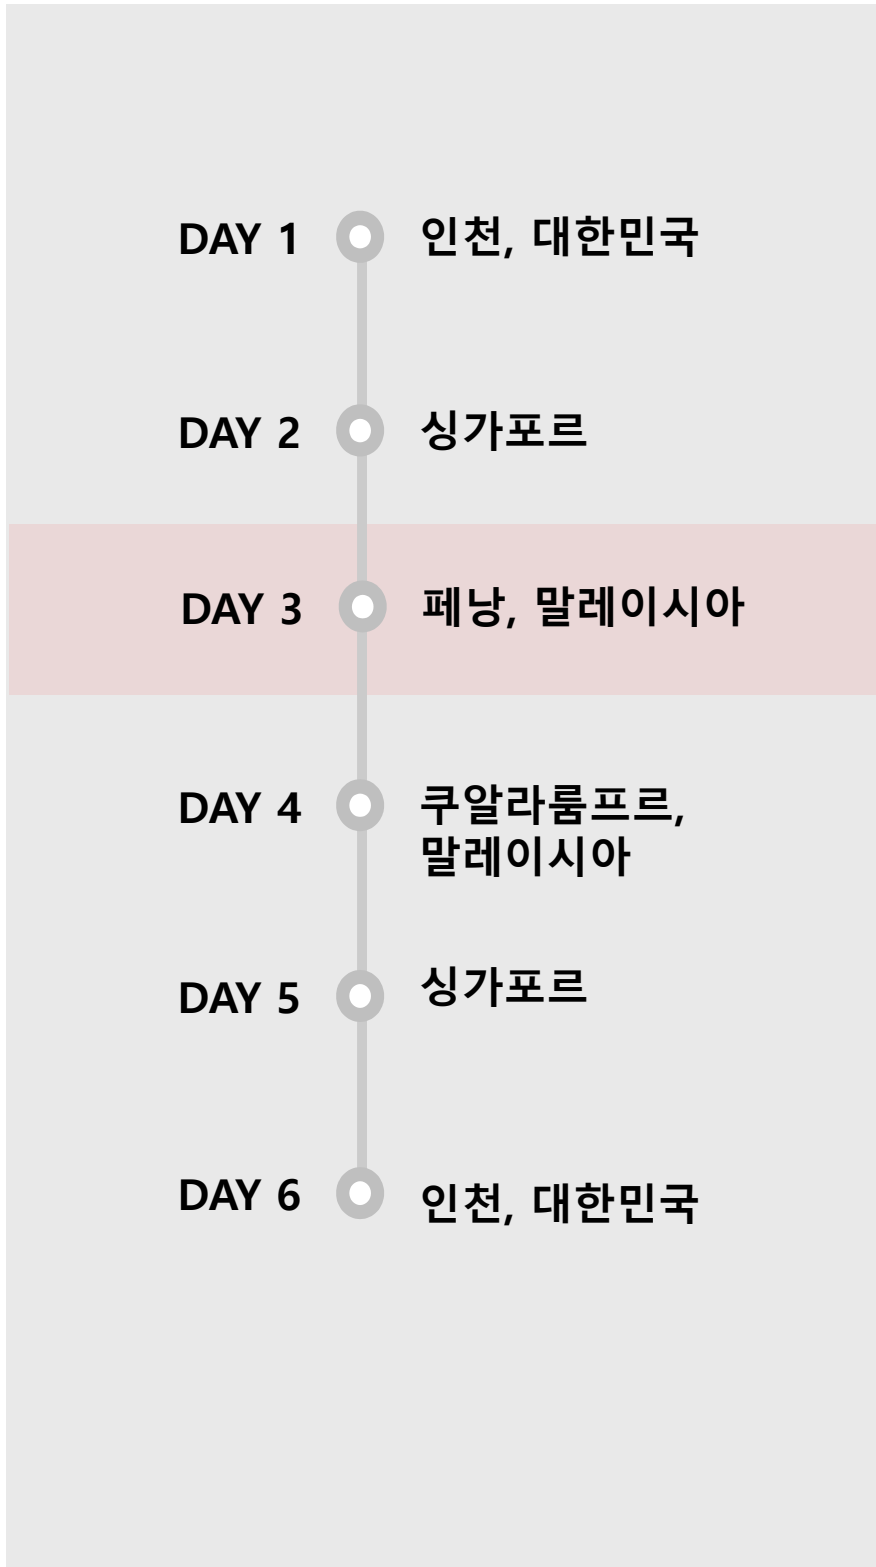 DAY 1 인천, 대한민국
DAY 2 싱가포르
DAY 3 페낭, 말레이시아
DAY 4 쿠알라룸프르,
말레이시아
DAY 5 싱가포르
DAY 6 인천, 대한민국